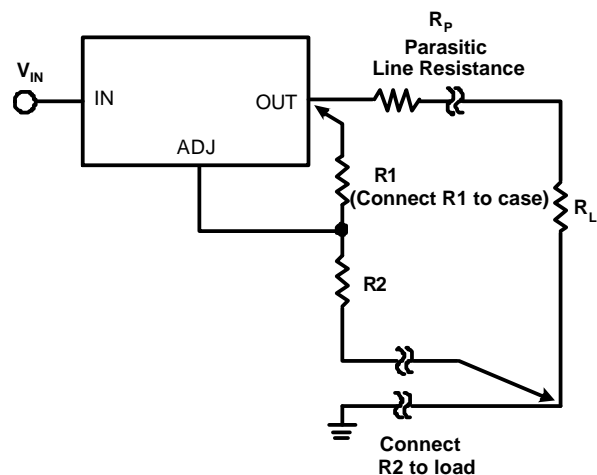 R_P
Parasitic
Line Resistance
V_IN
IN
OUT
ADJ
R1
(Connect R1 to case)
R_L
R2
Connect
R2 to load